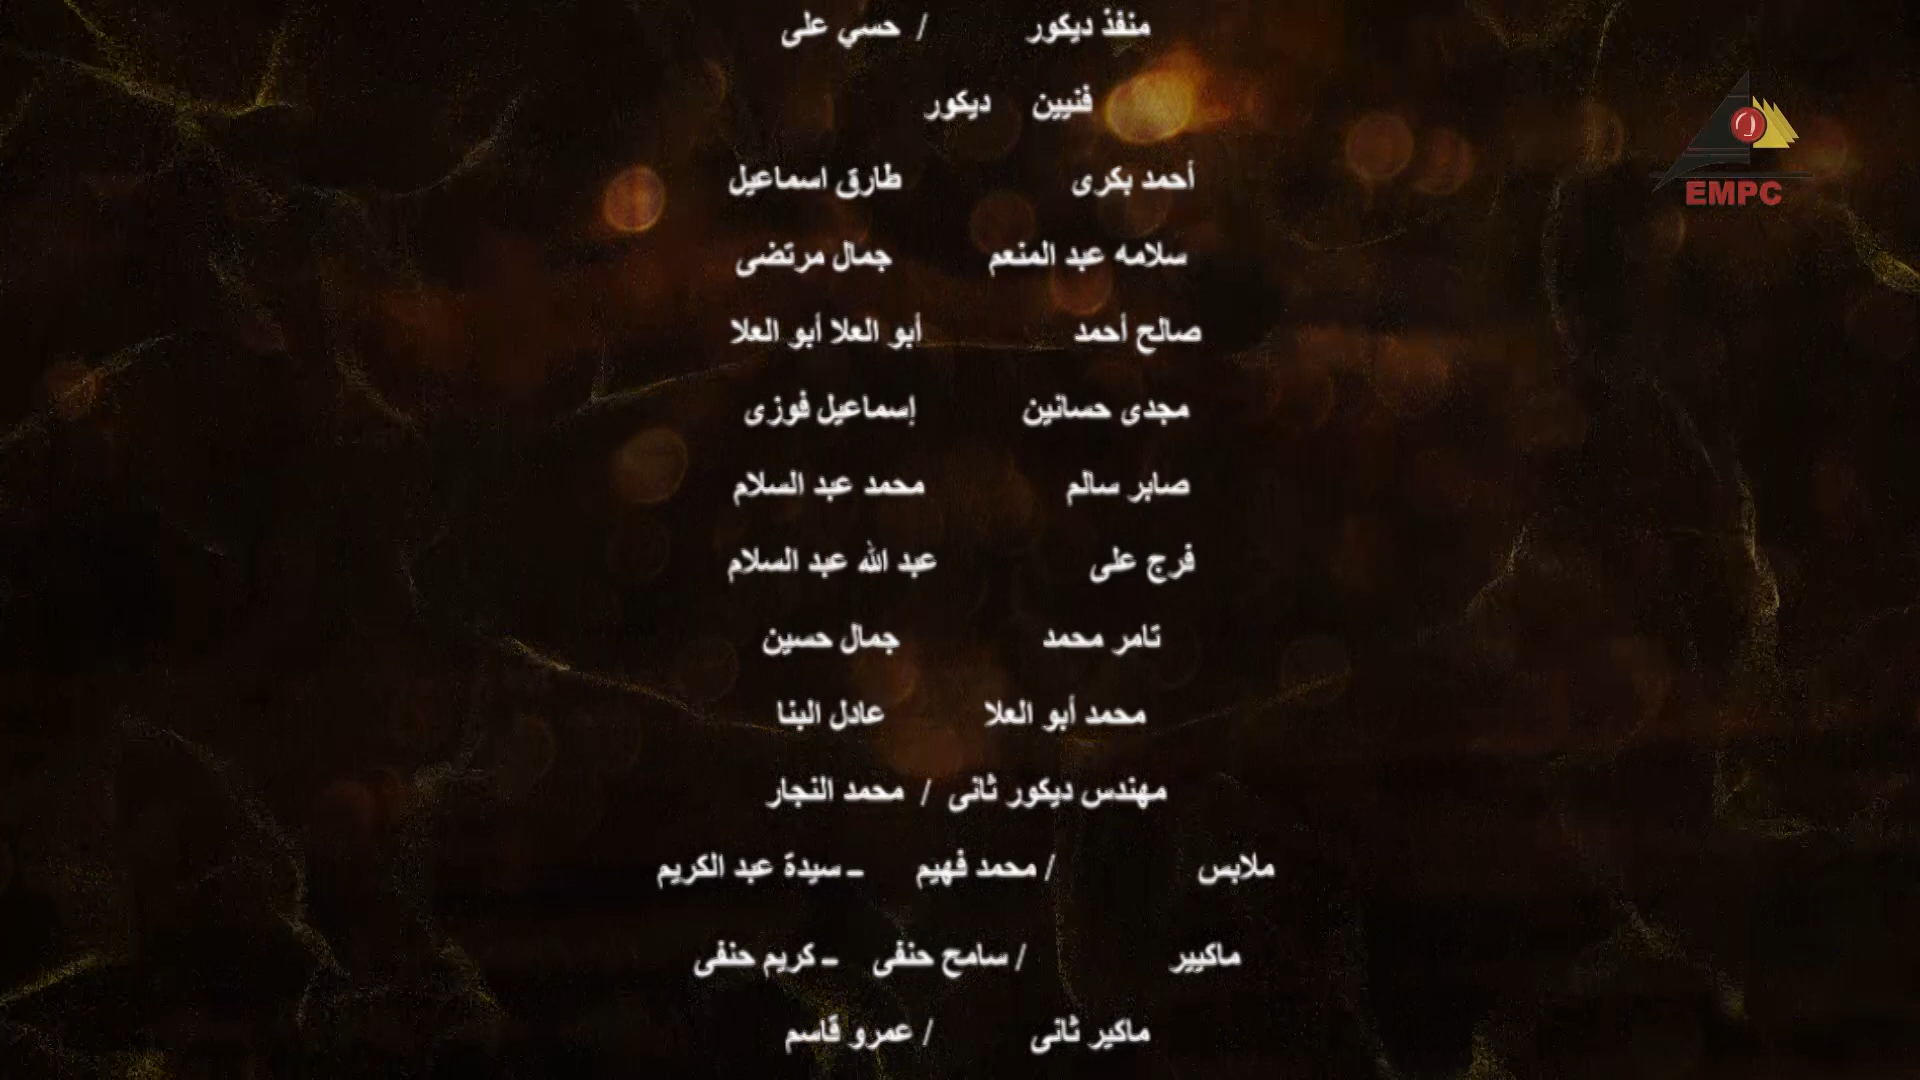 منفذ ديكور / حسي على
فنيين ديكور
أحمد بكرى طارق اسماعيل
سلامه عبد المنعم جمال مرتضى
صالح أحمد أبو العلا أبو العلا
مجدى حسانين إسماعيل فوزى
صابر سالم محمد عبد السلام
فرج على عبد الله عبد السلام
تامر محمد جمال حسين
محمد أبو العلا عادل البنا
مهندس ديكور ثانى / محمد النجار
ملابس / محمد فهيم ـ سيدة عبد الكريم
ماكيير / سامح حنفى ـ كريم حنفى
ماكير ثانى / عمرو قاسم
EMPC